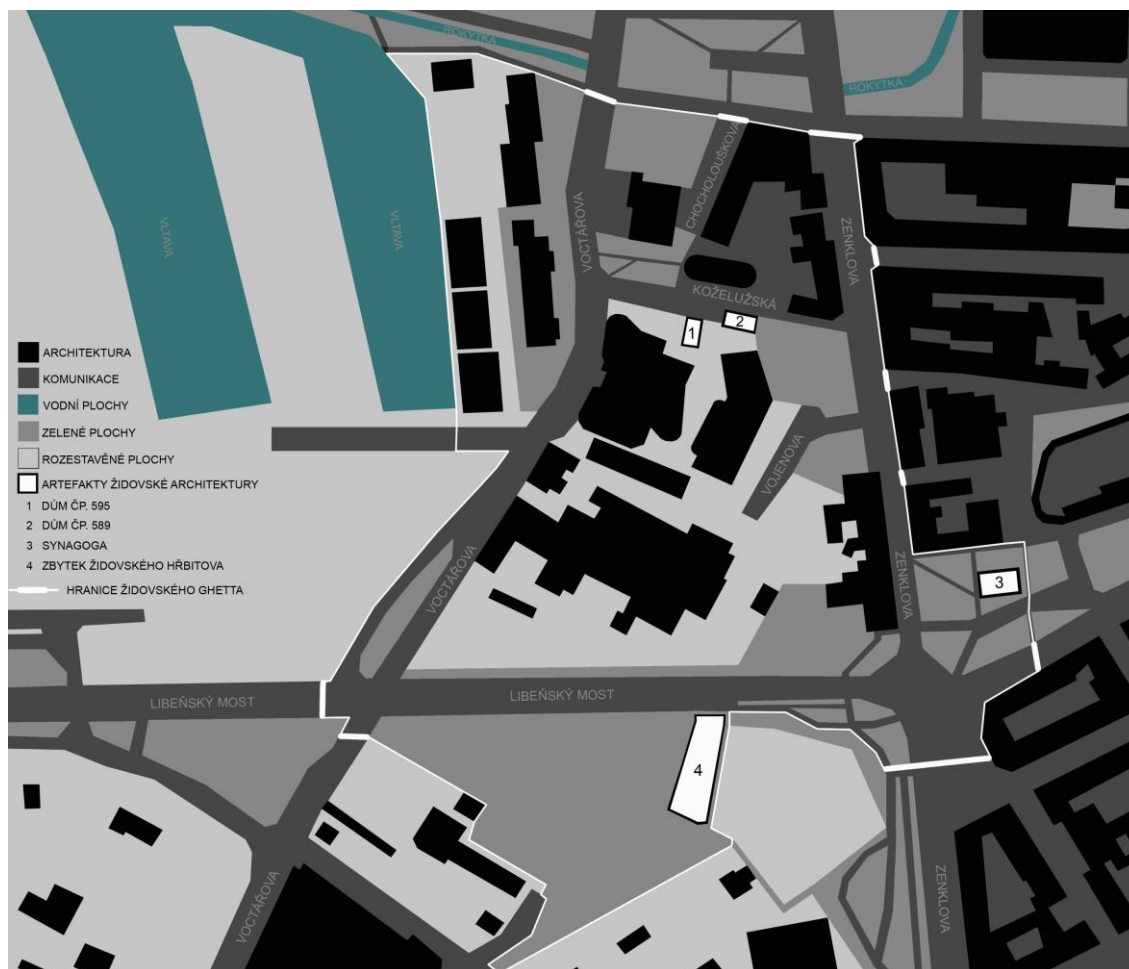 ROKYTKA
ROKYTKA
CHOCHOLOUŠKOVA
VOCTÁŘOVA
VLTAVA
VLTAVA
ZENKLOVA
KOŽELUŽSKÁ
1
2
ARCHITEKTURA
KOMUNIKACE
VODNÍ PLOCHY
ZELENÉ PLOCHY
ROZESTAVĚNÉ PLOCHY
ARTEFAKTY ŽIDOVSKÉ ARCHITEKTURY
1 DŮM ČP. 595
2 DŮM ČP. 589
3 SYNAGOGA
4 ZBYTEK ŽIDOVSKÉHO HŘBITOVA
HRANICE ŽIDOVSKÉHO GHETTA
VOJENOVA
VOCTÁŘOVA
ZENKLOVA
3
LIBEŇSKÝ MOST
LIBEŇSKÝ MOST
4
VOCTÁŘOVA
ZENKLOVA